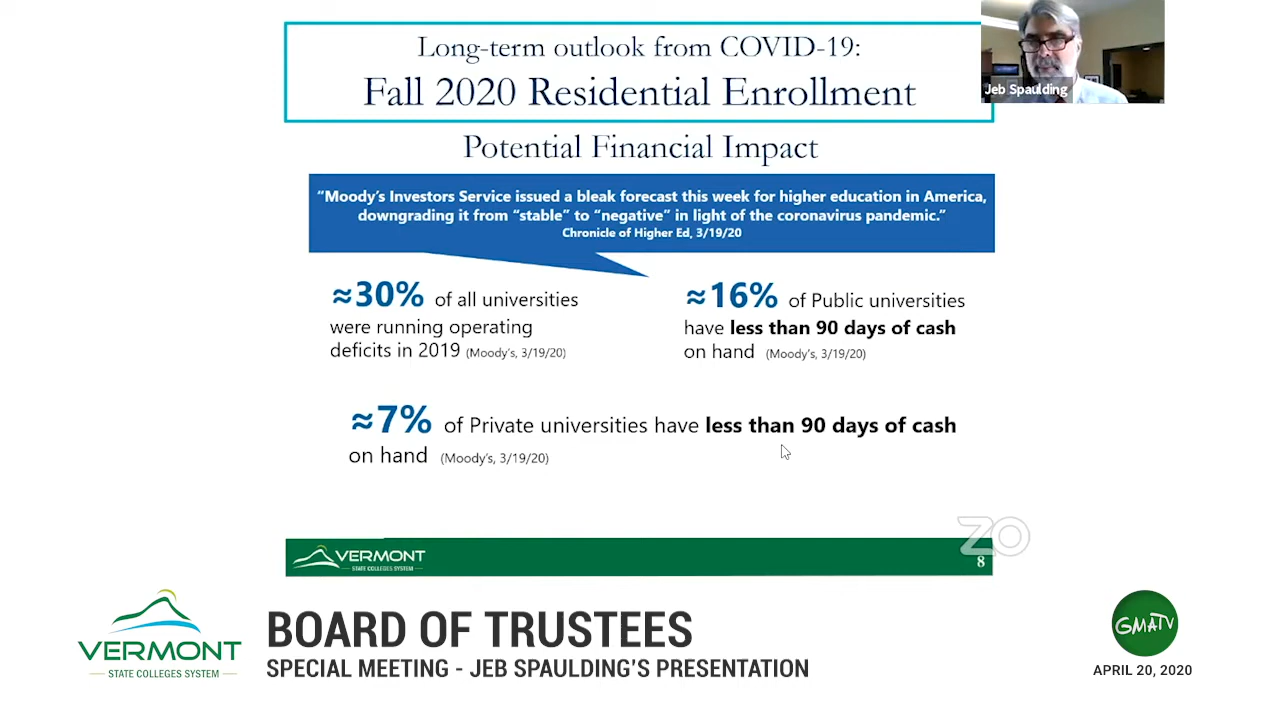 Long-term outlook from COVID-19:
Fall 2020 Residential Enrollment
Jeb Spaulding
Potential Financial Impact
“Moody’s Investors Service issued a bleak forecast this week for higher education in America,
downgrading it from “stable” to “negative” in light of the coronavirus pandemic.”
Chronicle of Higher Ed, 3/19/20
≈30% of all universities
were running operating
deficits in 2019 (Moody’s, 3/19/20)
≈16% of Public universities
have less than 90 days of cash
on hand (Moody’s, 3/19/20)
≈7% of Private universities have less than 90 days of cash
on hand (Moody’s, 3/19/20)
VERMONT
STATE COLLEGES SYSTEM
ZO
8
VERMONT
STATE COLLEGES SYSTEM
BOARD OF TRUSTEES
SPECIAL MEETING - JEB SPAULDING’S PRESENTATION
GMATV
APRIL 20, 2020